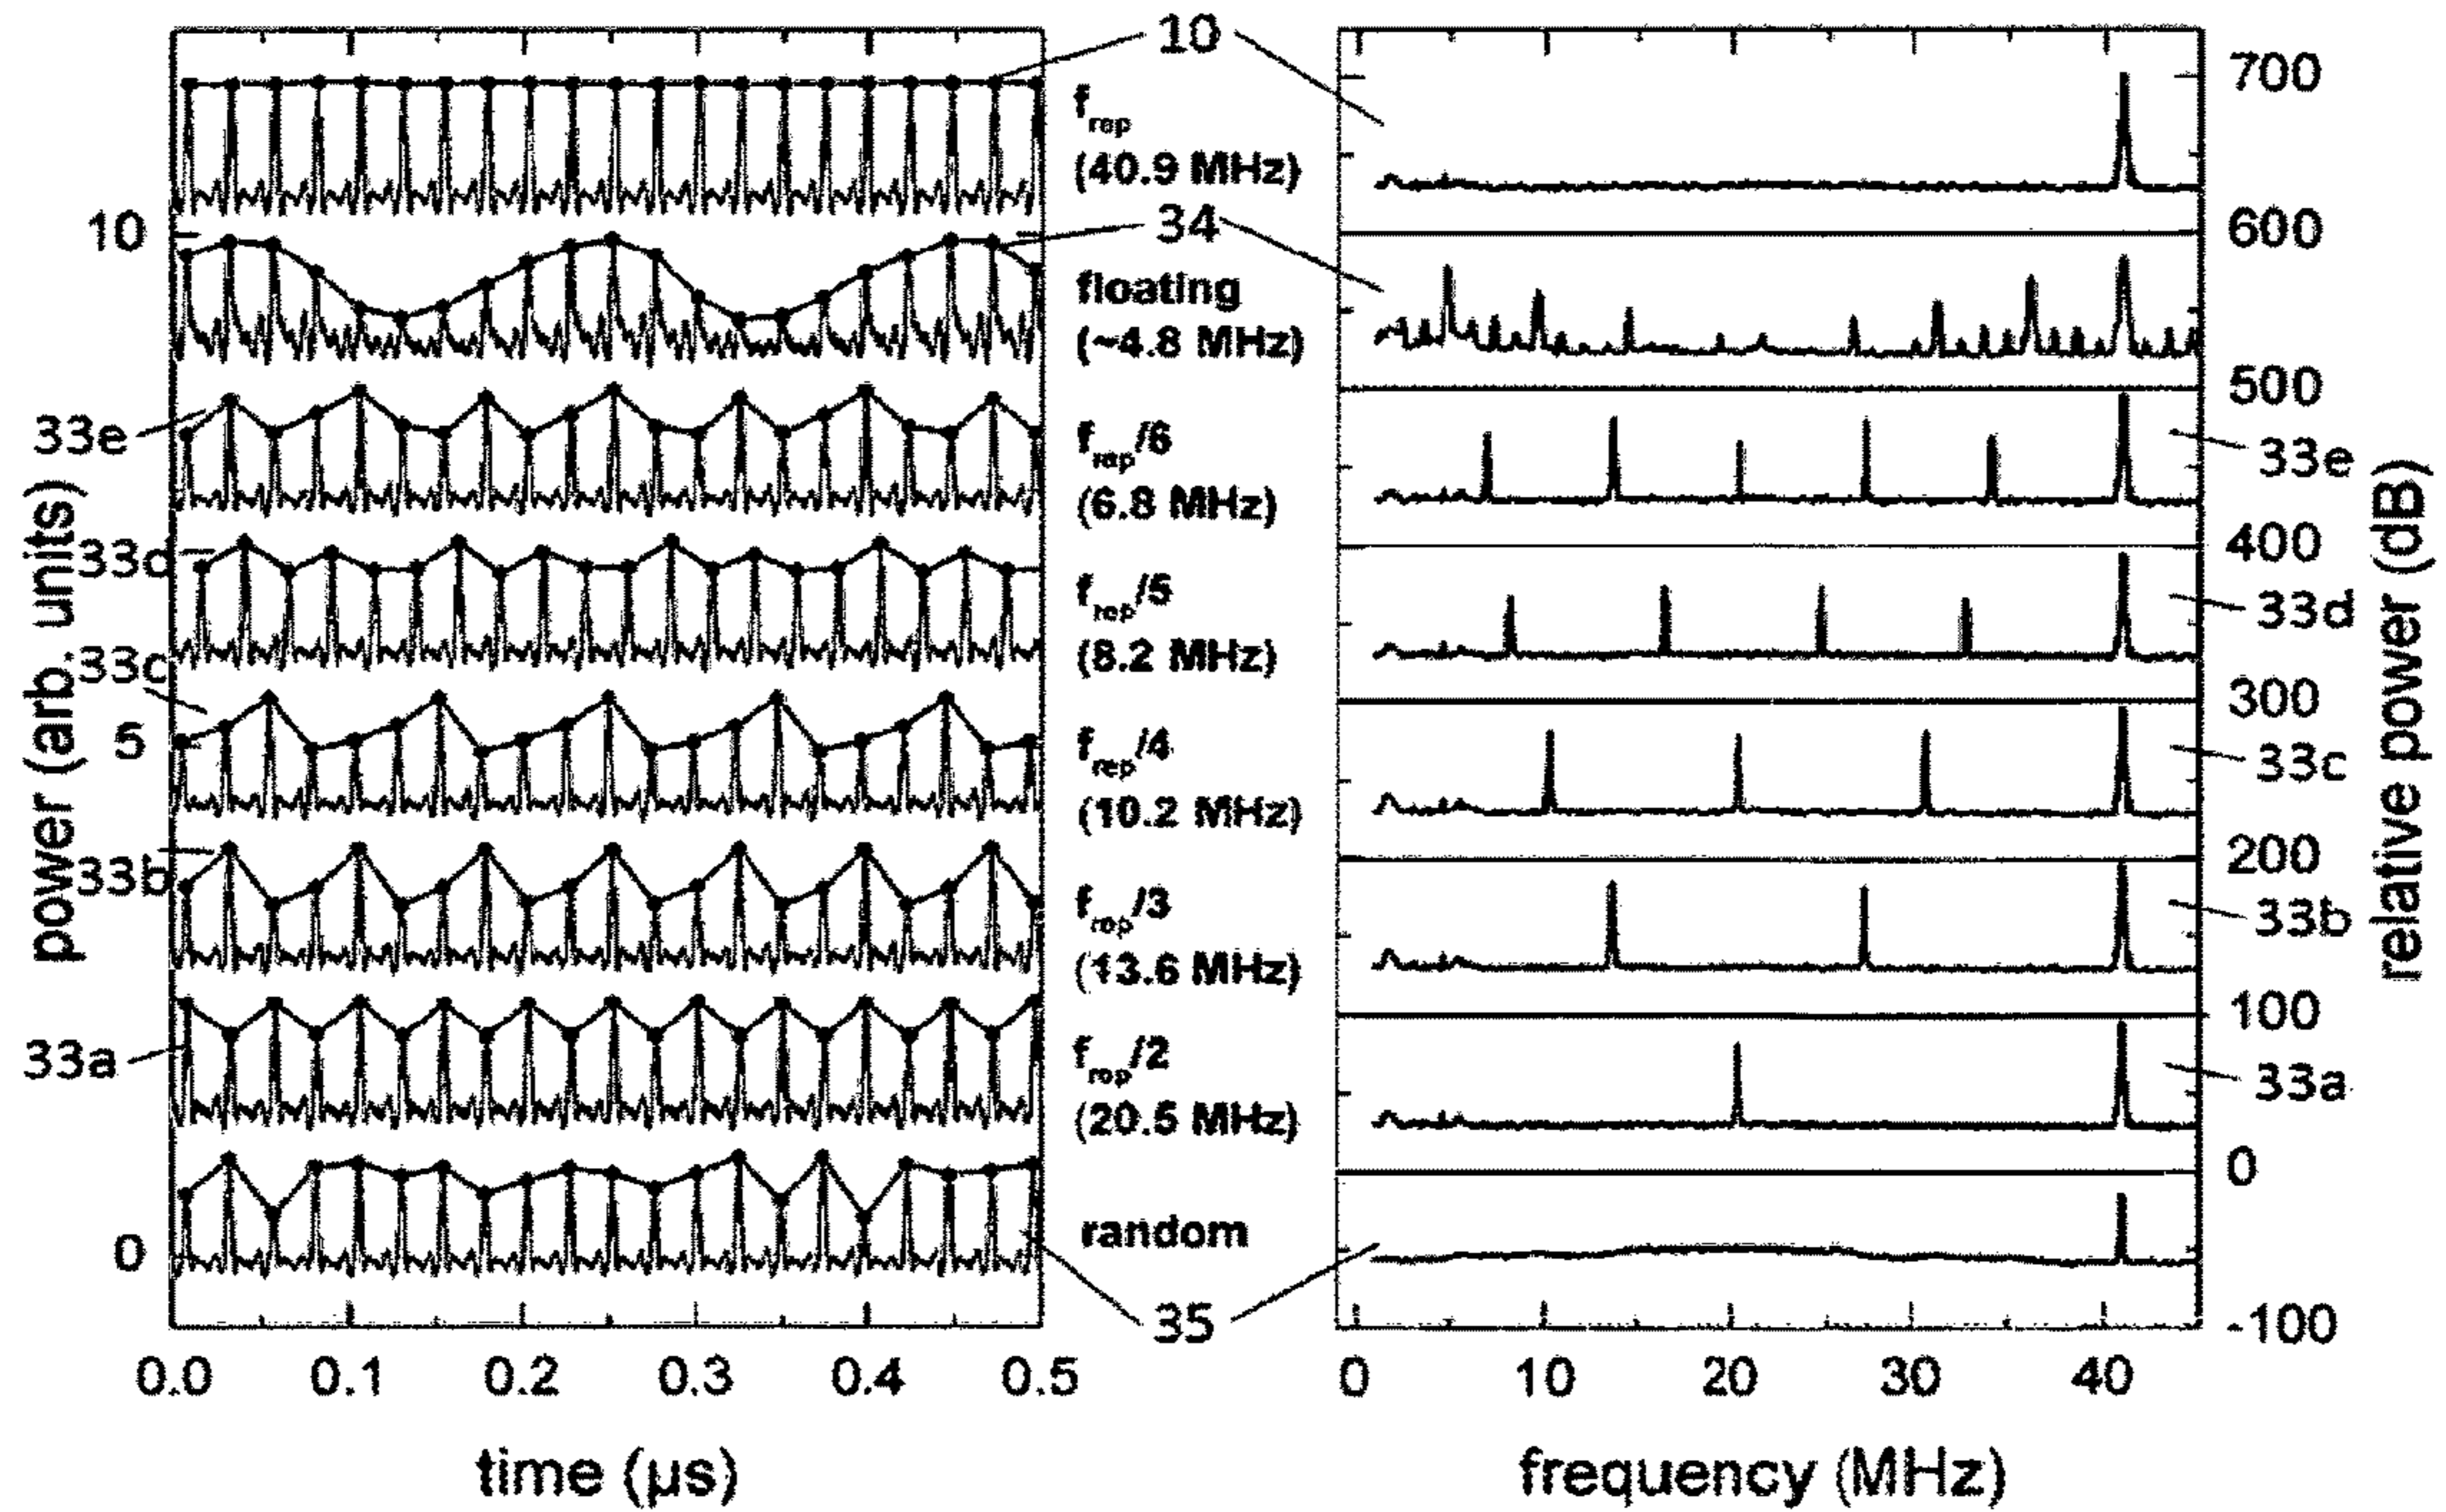 10
700
f_rep
(40.9 MHz)
10
34
600
floating
(~4.8 MHz)
500
33e
f_rep/6
(6.8 MHz)
33e
400
33d
f_rep/5
(8.2 MHz)
33d
33c
300
5
f_rep/4
(10.2 MHz)
33c
200
33b
f_rep/3
(13.6 MHz)
33b
100
33a
f_rep/2
(20.5 MHz)
33a
0
0
random
35
-100
power (arb. units)
relative power (dB)
0.0 0.1 0.2 0.3 0.4 0.5
0 10 20 30 40
time (µs)
frequency (MHz)